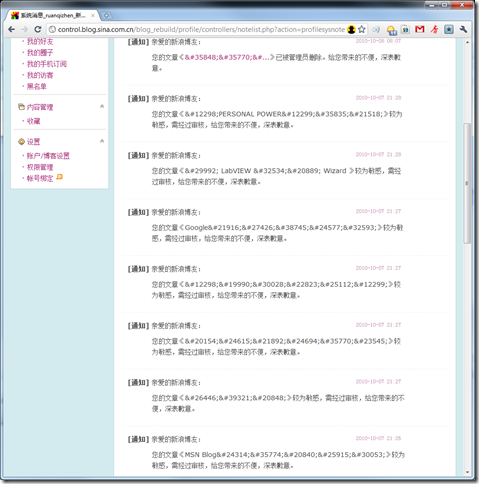 系统消息_ruanqizhen_新...
control.blog.sina.com.cn/blog_rebuild/profile/controllers/notelist.php?action=profilesysnote
我的好友
我的圈子
我的手机订阅
我的访客
黑名单
内容管理
收藏
设置
账户/博客设置
权限管理
帐号绑定
[通知] 亲爱的新浪博友：
您的文章《&#35848;&#35770;&#...》已被管理员删除。给您带来的不便，深表歉意。
[通知] 亲爱的新浪博友： 2010-10-07 21:29
您的文章《&#12298;PERSONAL POWER&#12299;&#35835;&#21518;》较为敏感，需经过审核，给您带来的不便，深表歉意。
[通知] 亲爱的新浪博友： 2010-10-07 21:28
您的文章《&#29992; LabVIEW &#32534;&#20889; Wizard 》较为敏感，需经过审核，给您带来的不便，深表歉意。
[通知] 亲爱的新浪博友： 2010-10-07 21:27
您的文章《Google&#21916;&#27426;&#38745;&#24577;&#32593;》较为敏感，需经过审核，给您带来的不便，深表歉意。
[通知] 亲爱的新浪博友： 2010-10-07 21:27
您的文章《&#12298;&#19990;&#30028;&#22823;&#25112;&#12299;》较为敏感，需经过审核，给您带来的不便，深表歉意。
[通知] 亲爱的新浪博友： 2010-10-07 21:27
您的文章《&#20154;&#24615;&#21892;&#24694;&#35770;&#23545;》较为敏感，需经过审核，给您带来的不便，深表歉意。
[通知] 亲爱的新浪博友： 2010-10-07 21:27
您的文章《&#26446;&#39321;&#20848;》较为敏感，需经过审核，给您带来的不便，深表歉意。
[通知] 亲爱的新浪博友： 2010-10-07 21:26
您的文章《MSN Blog&#24314;&#35774;&#20840;&#25915;&#30053;》较为敏感，需经过审核，给您带来的不便，深表歉意。